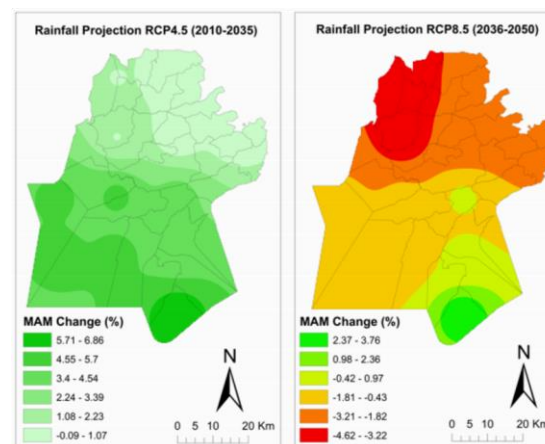 Rainfall Projection RCP4.5 (2010-2035)
MAM Change (%)
5.71 - 6.86
4.55 - 5.7
3.4 - 4.54
2.24 - 3.39
1.08 - 2.23
-0.09 - 1.07
N
0 5 10 20 Km
Rainfall Projection RCP8.5 (2036-2050)
MAM Change (%)
2.37 - 3.76
0.98 - 2.36
-0.42 - 0.97
-1.81 - -0.43
-3.21 - -1.82
-4.62 - -3.22
N
0 5 10 20 Km